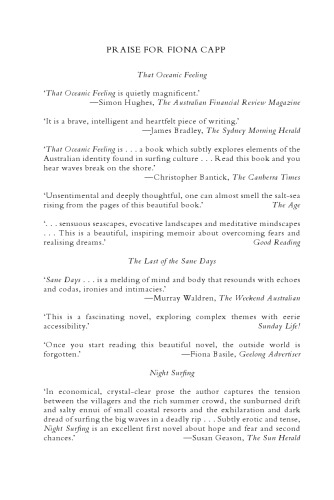 PRAISE FOR FIONA CAPP
That Oceanic Feeling
‘That Oceanic Feeling is quietly magnificent.’
—Simon Hughes, The Australian Financial Review Magazine
‘It is a brave, intelligent and heartfelt piece of writing.’
—James Bradley, The Sydney Morning Herald
‘That Oceanic Feeling is . . . a book which subtly explores elements of the
Australian identity found in surfing culture . . . Read this book and you
hear waves break on the shore.’
—Christopher Bantick, The Canberra Times
‘Unsentimental and deeply thoughtful, one can almost smell the salt-sea
rising from the pages of this beautiful book.’ The Age
‘. . . sensuous seascapes, evocative landscapes and meditative mindscapes
. . . This is a beautiful, inspiring memoir about overcoming fears and
realising dreams.’ Good Reading
The Last of the Sane Days
‘Sane Days . . . is a melding of mind and body that resounds with echoes
and codas, ironies and intimacies.’
—Murray Waldren, The Weekend Australian
‘This is a fascinating novel, exploring complex themes with eerie
accessibility.’ Sunday Life!
‘Once you start reading this beautiful novel, the outside world is
forgotten.’ —Fiona Basile, Geelong Advertiser
Night Surfing
‘In economical, crystal-clear prose the author captures the tension
between the villagers and the rich summer crowd, the sunburned drift
and salty ennui of small coastal resorts and the exhilaration and dark
dread of surfing the big waves in a deadly rip . . . Subtly erotic and tense,
Night Surfing is an excellent first novel about hope and fear and second
chances.’ —Susan Geason, The Sun Herald